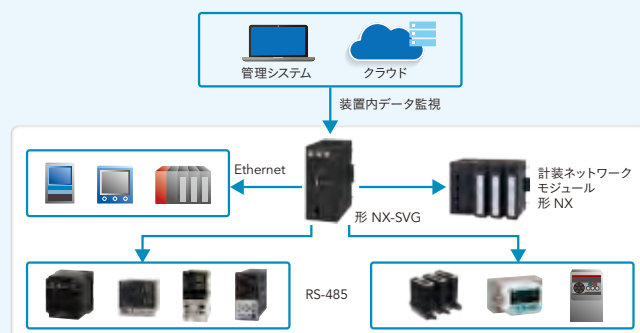 管理システム
クラウド
装置内データ監視
Ethernet
計装ネットワーク
モジュール
形 NX
形 NX-SVG
RS-485